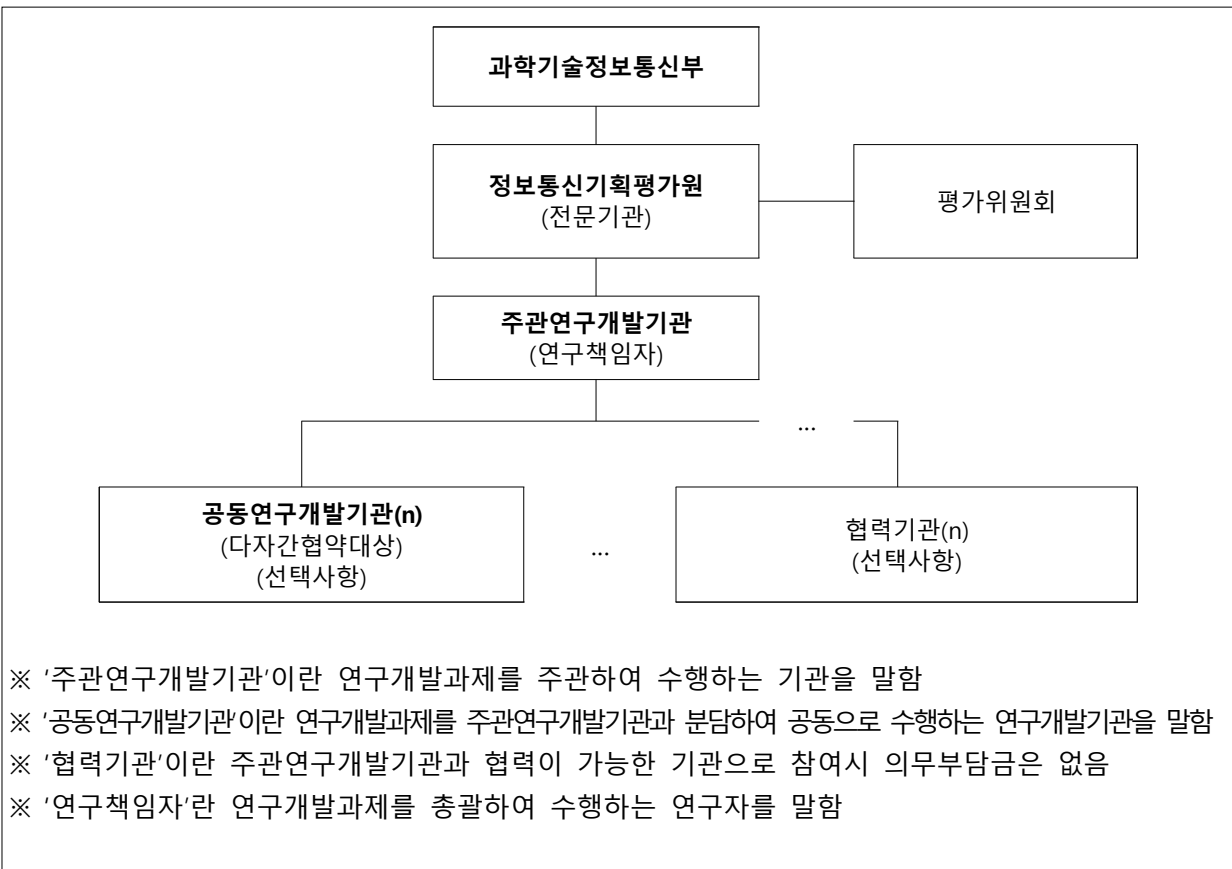 과학기술정보통신부
정보통신기획평가원
(전문기관)
평가위원회
주관연구개발기관
(연구책임자)
...
공동연구개발기관(n)
(다자간협약대상)
(선택사항)
...
협력기관(n)
(선택사항)
※ '주관연구개발기관'이란 연구개발과제를 주관하여 수행하는 기관을 말함
※ '공동연구개발기관'이란 연구개발과제를 주관연구개발기관과 분담하여 공동으로 수행하는 연구개발기관을 말함
※ '협력기관'이란 주관연구개발기관과 협력이 가능한 기관으로 참여시 의무부담금은 없음
※ '연구책임자'란 연구개발과제를 총괄하여 수행하는 연구자를 말함